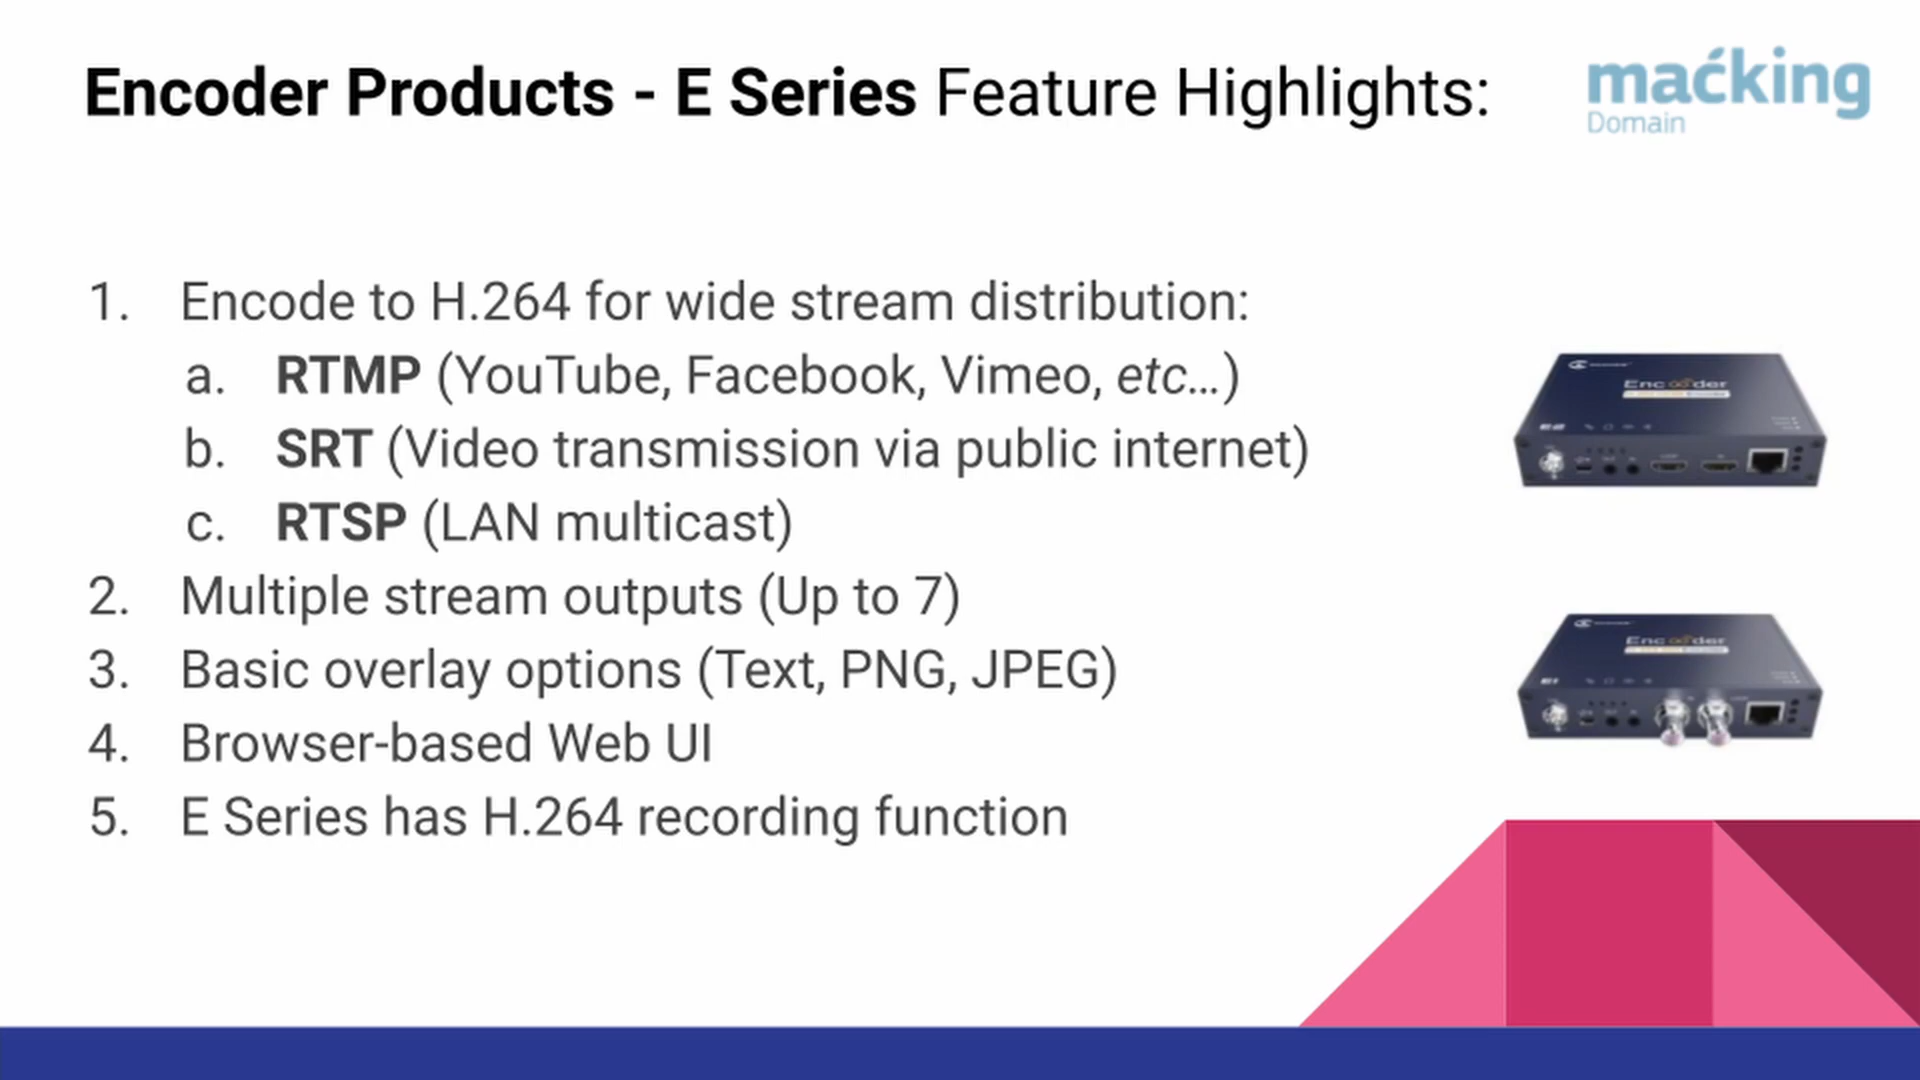 Encoder Products - E Series Feature Highlights:
maćking
Domain
1. Encode to H.264 for wide stream distribution:
a. RTMP (YouTube, Facebook, Vimeo, etc...)
b. SRT (Video transmission via public internet)
c. RTSP (LAN multicast)
2. Multiple stream outputs (Up to 7)
3. Basic overlay options (Text, PNG, JPEG)
4. Browser-based Web UI
5. E Series has H.264 recording function
Encoder
Encoder